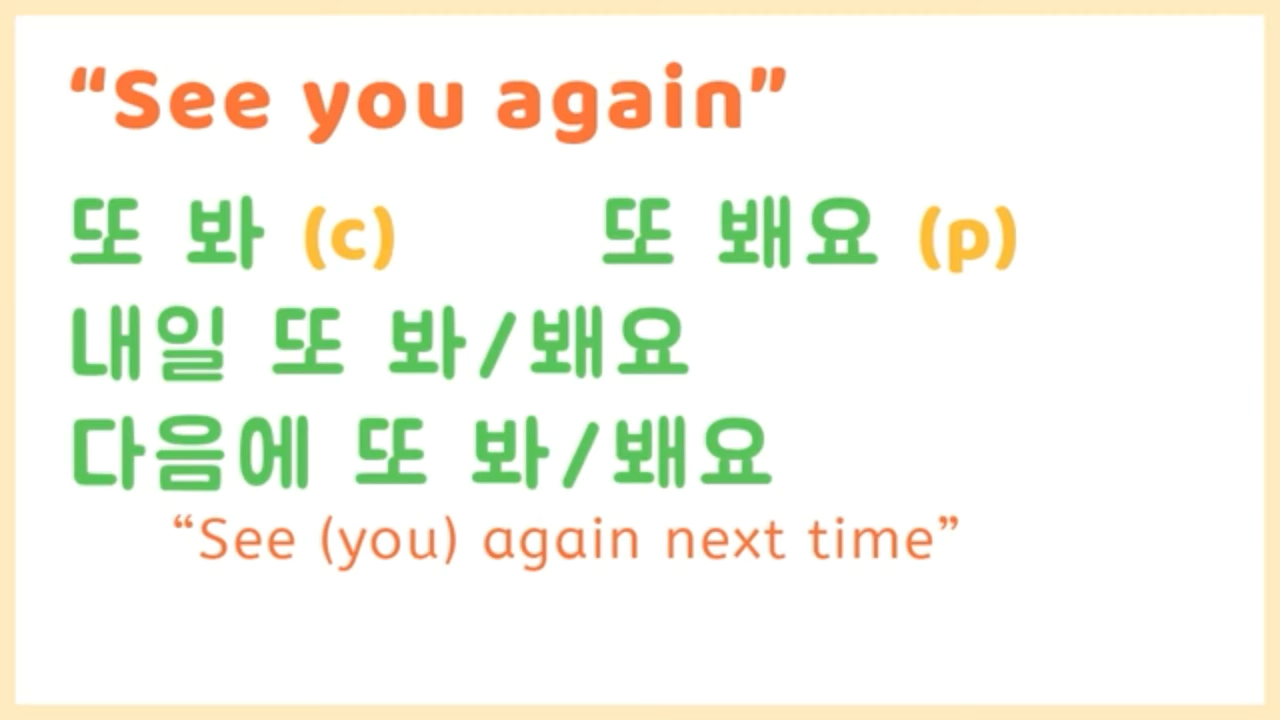 “See you again”
또 봐 (c) 또 봬요 (p)
내일 또 봐/봬요
다음에 또 봐/봬요
“See (you) again next time”